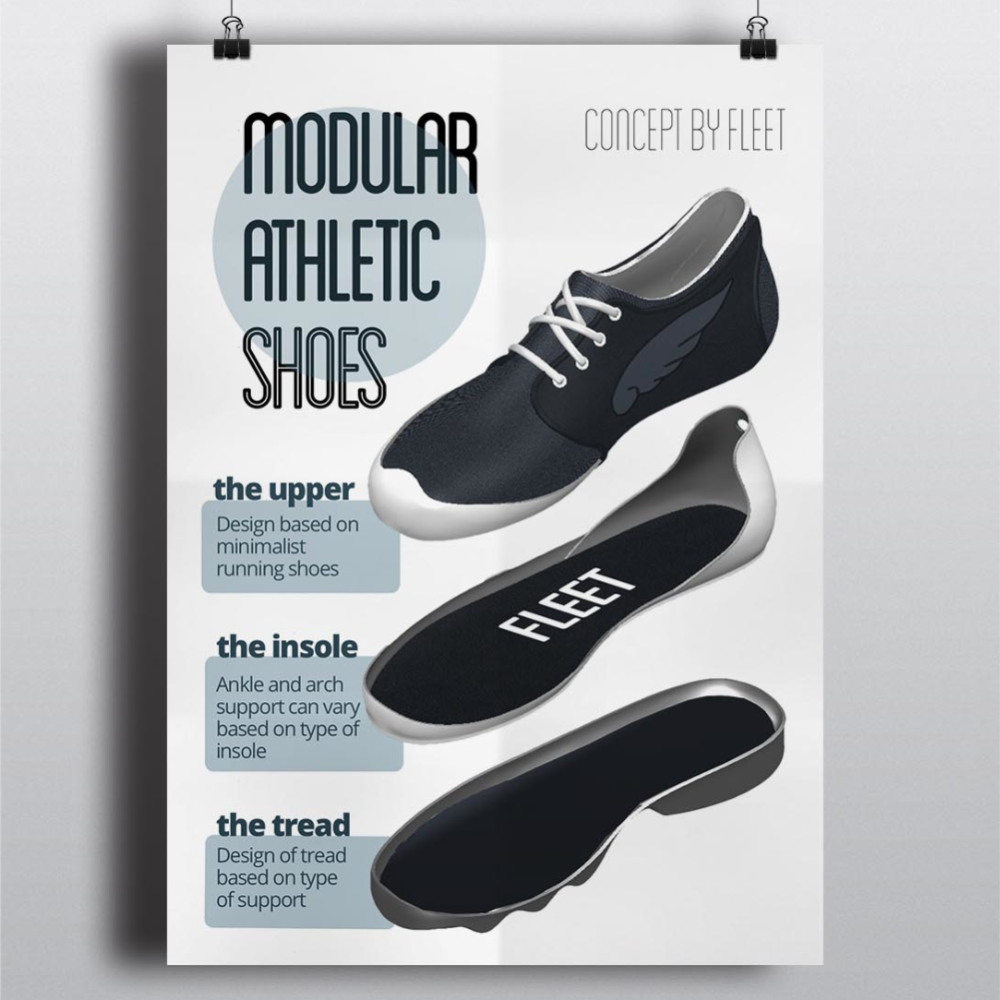 MODULAR
ATHLETIC
SHOES
CONCEPT BY FLEET
the upper
Design based on
minimalist
running shoes
the insole
Ankle and arch
support can vary
based on type of
insole
FLEET
the tread
Design of tread
based on type
of support